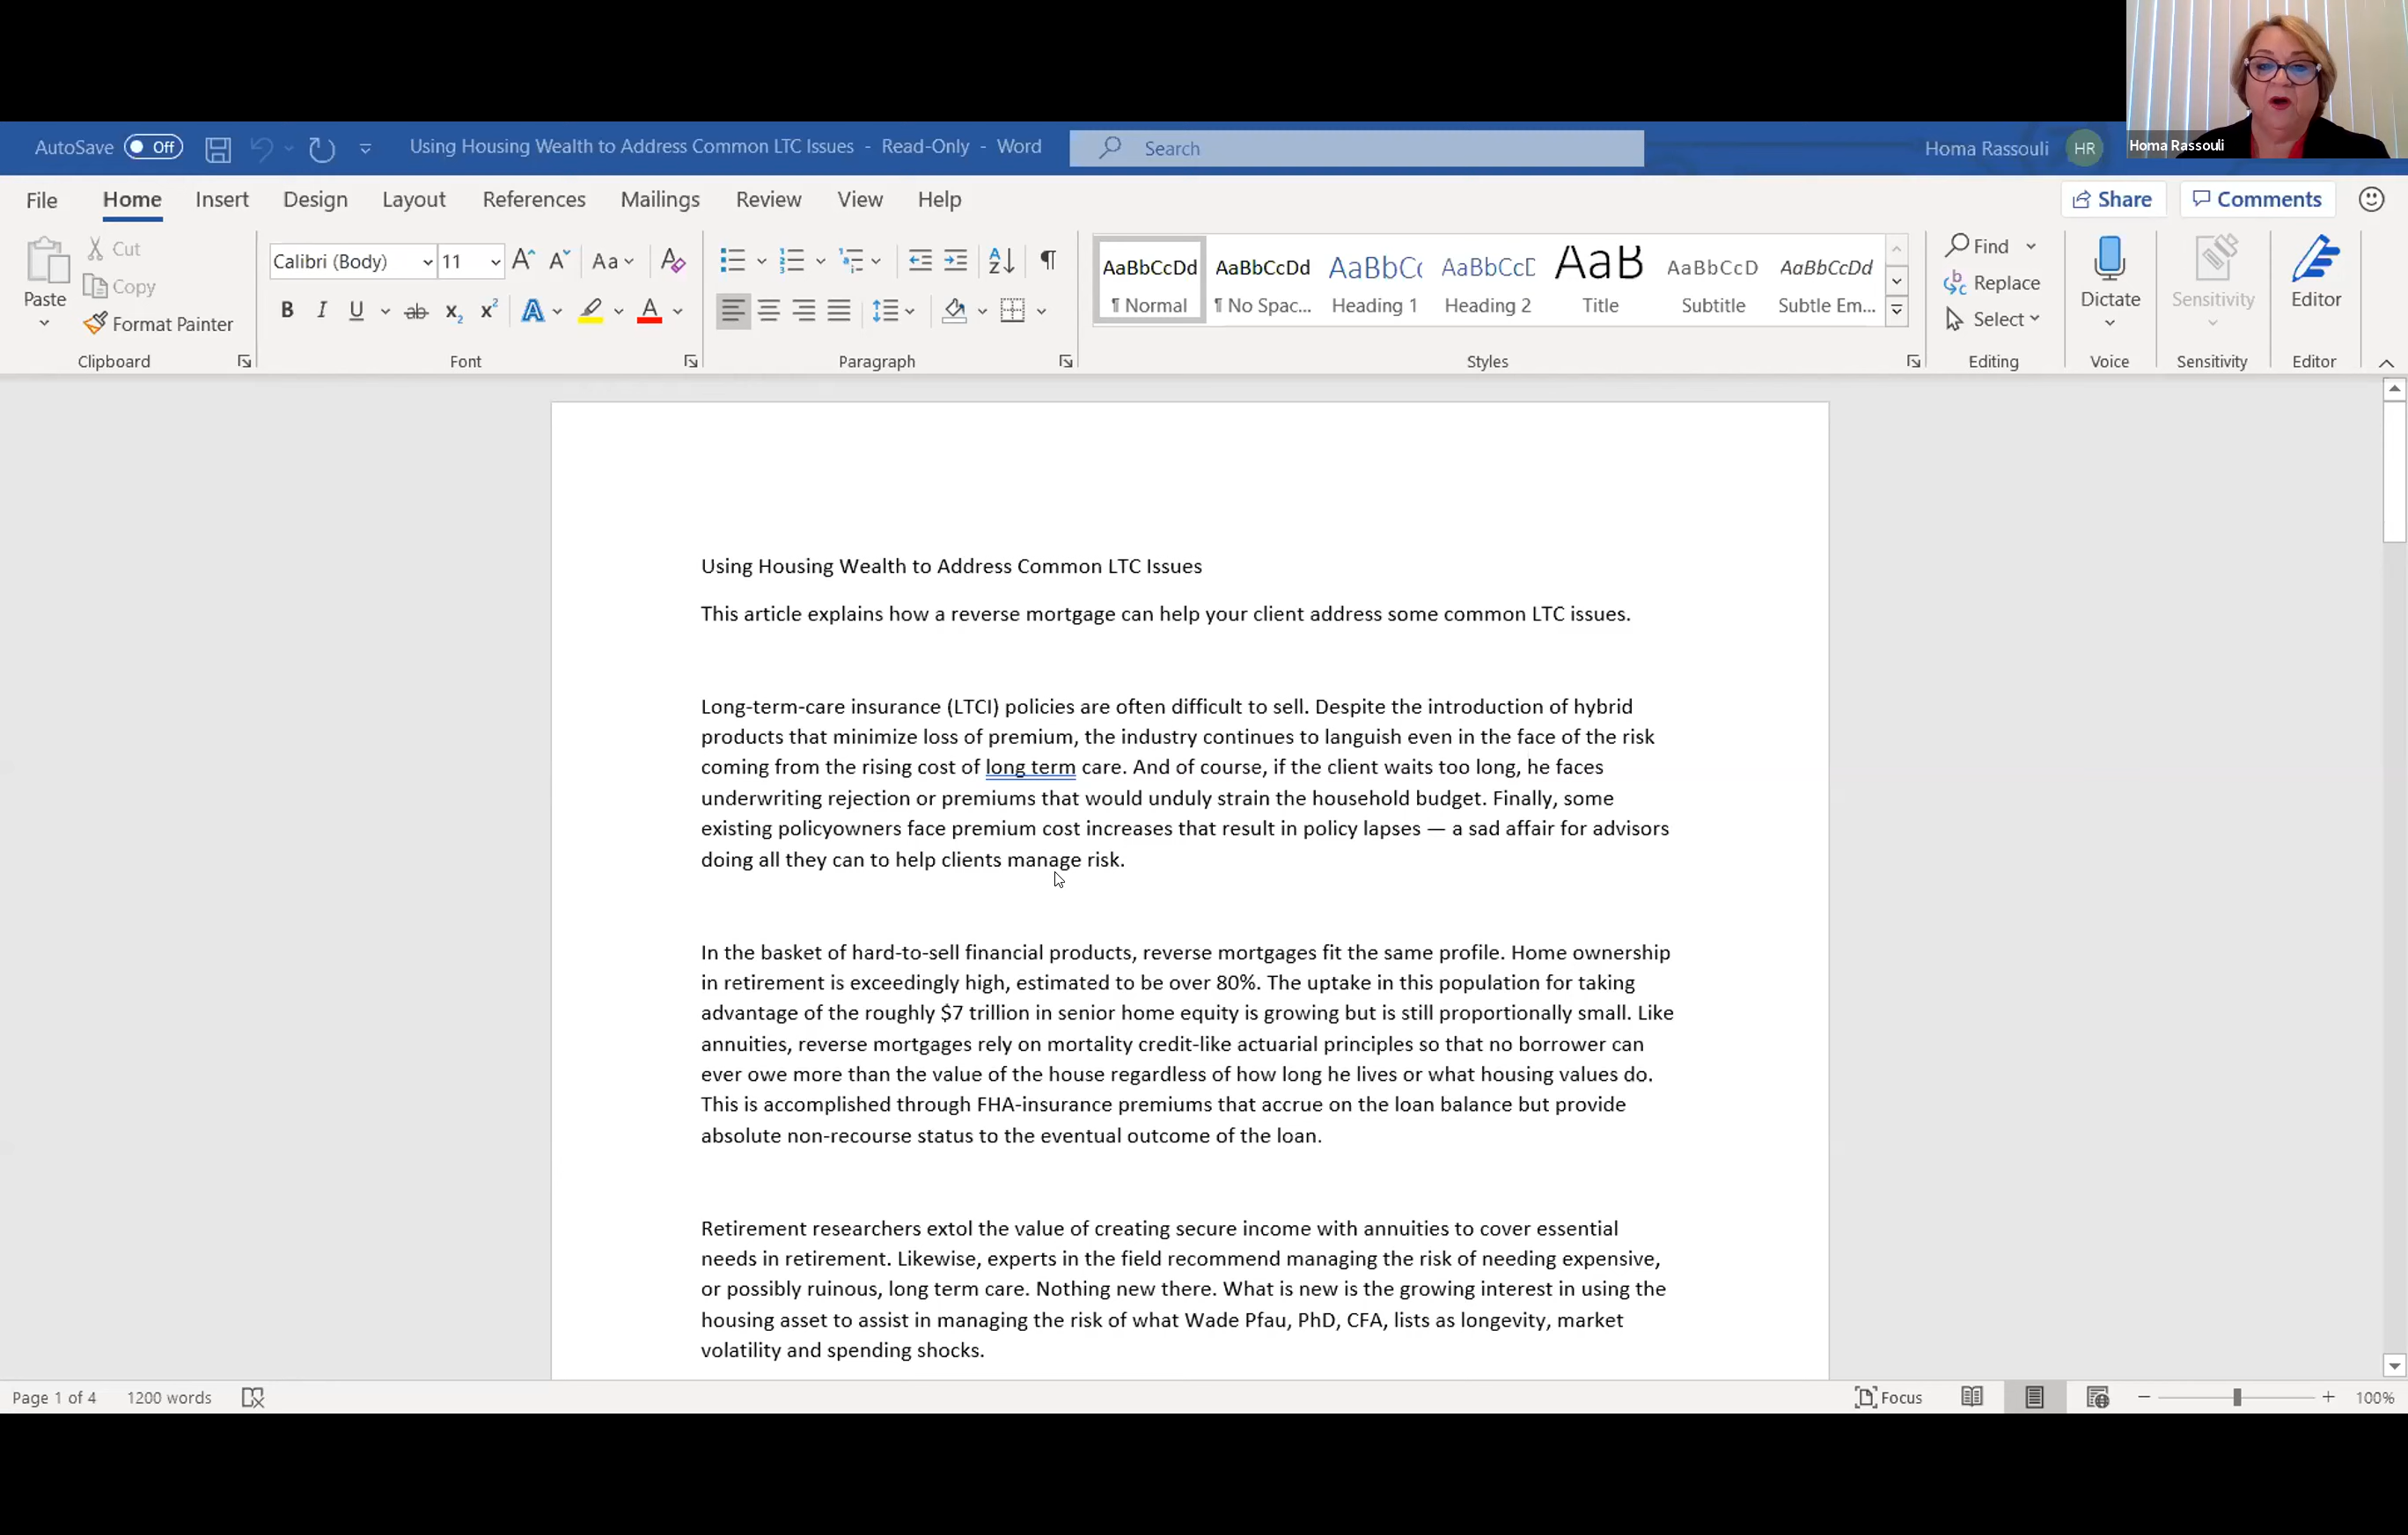 AutoSave Off Using Housing Wealth to Address Common LTC Issues - Read-Only - Word Search Homa Rassouli HR Homa Rassouli
File Home Insert Design Layout References Mailings Review View Help Share Comments
Paste Cut Copy Format Painter Clipboard
Calibri (Body) 11 Aa
B I U ab x2 x2 A A
Font
Paragraph
AaBbCcDd AaBbCcDd AaBbC AaBbCc AaB AaBbCcD AaBbCcDd
¶ Normal ¶ No Spac... Heading 1 Heading 2 Title Subtitle Subtle Em...
Styles
Find
Replace
Select
Editing
Dictate
Voice
Sensitivity
Sensitivity
Editor
Editor
Using Housing Wealth to Address Common LTC Issues
This article explains how a reverse mortgage can help your client address some common LTC issues.
Long-term-care insurance (LTCI) policies are often difficult to sell. Despite the introduction of hybrid
products that minimize loss of premium, the industry continues to languish even in the face of the risk
coming from the rising cost of long term care. And of course, if the client waits too long, he faces
underwriting rejection or premiums that would unduly strain the household budget. Finally, some
existing policyowners face premium cost increases that result in policy lapses — a sad affair for advisors
doing all they can to help clients manage risk.
In the basket of hard-to-sell financial products, reverse mortgages fit the same profile. Home ownership
in retirement is exceedingly high, estimated to be over 80%. The uptake in this population for taking
advantage of the roughly $7 trillion in senior home equity is growing but is still proportionally small. Like
annuities, reverse mortgages rely on mortality credit-like actuarial principles so that no borrower can
ever owe more than the value of the house regardless of how long he lives or what housing values do.
This is accomplished through FHA-insurance premiums that accrue on the loan balance but provide
absolute non-recourse status to the eventual outcome of the loan.
Retirement researchers extol the value of creating secure income with annuities to cover essential
needs in retirement. Likewise, experts in the field recommend managing the risk of needing expensive,
or possibly ruinous, long term care. Nothing new there. What is new is the growing interest in using the
housing asset to assist in managing the risk of what Wade Pfau, PhD, CFA, lists as longevity, market
volatility and spending shocks.
Page 1 of 4 1200 words Focus 100%